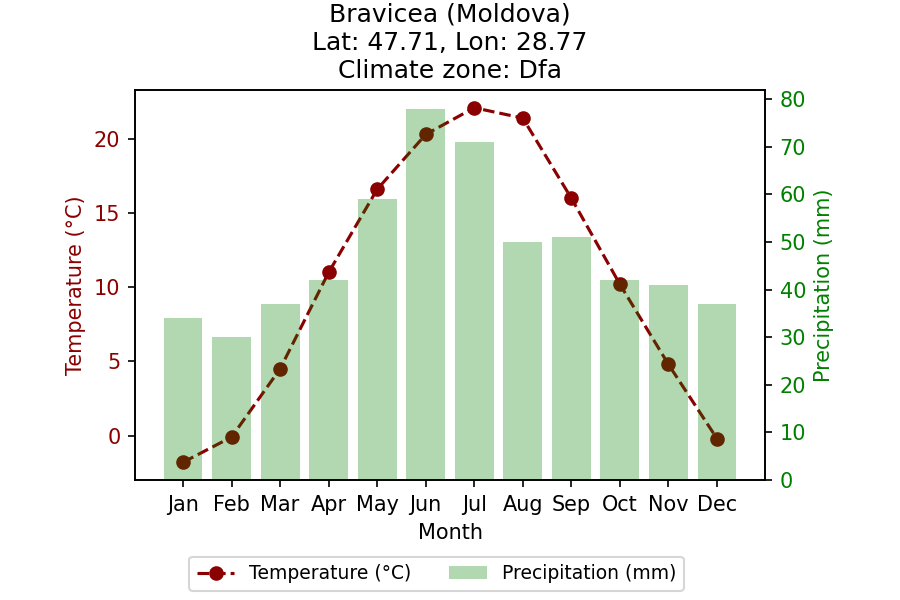 Bravicea (Moldova)
Lat: 47.71, Lon: 28.77
Climate zone: Dfa
Temperature (°C)
20
15
10
5
0
80
70
60
50
40
30
20
10
0
Precipitation (mm)
Jan Feb Mar Apr May Jun Jul Aug Sep Oct Nov Dec
Month
Temperature (°C) Precipitation (mm)